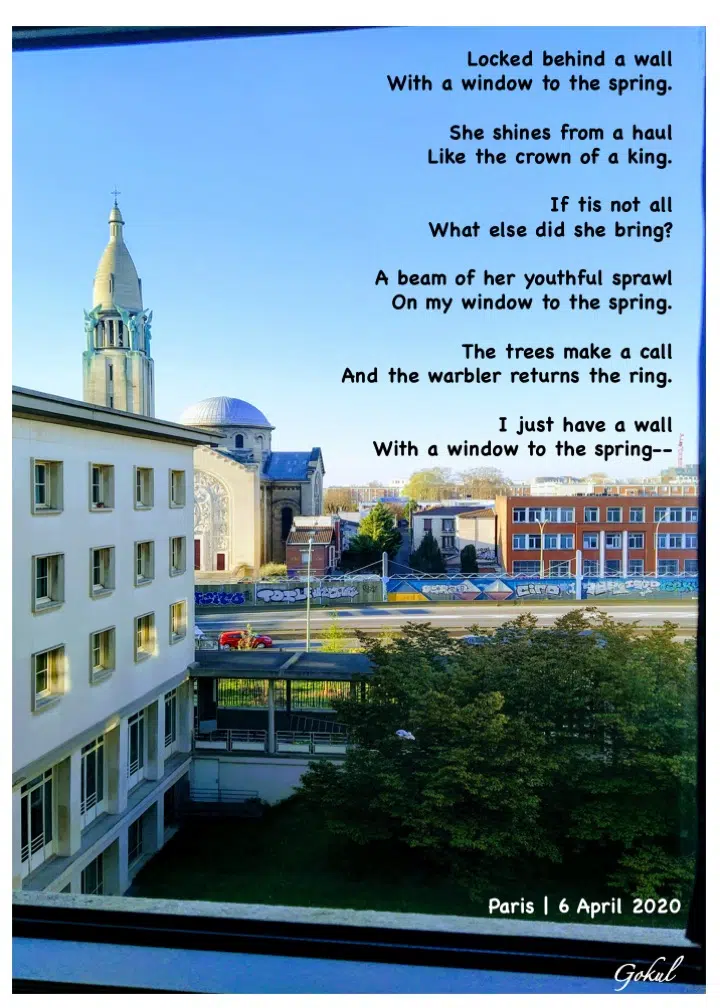 Locked behind a wall
With a window to the spring.
She shines from a haul
Like the crown of a king.
If tis not all
What else did she bring?
A beam of her youthful sprawl
On my window to the spring.
The trees make a call
And the warbler returns the ring.
I just have a wall
With a window to the spring--
Paris | 6 April 2020
Gokul